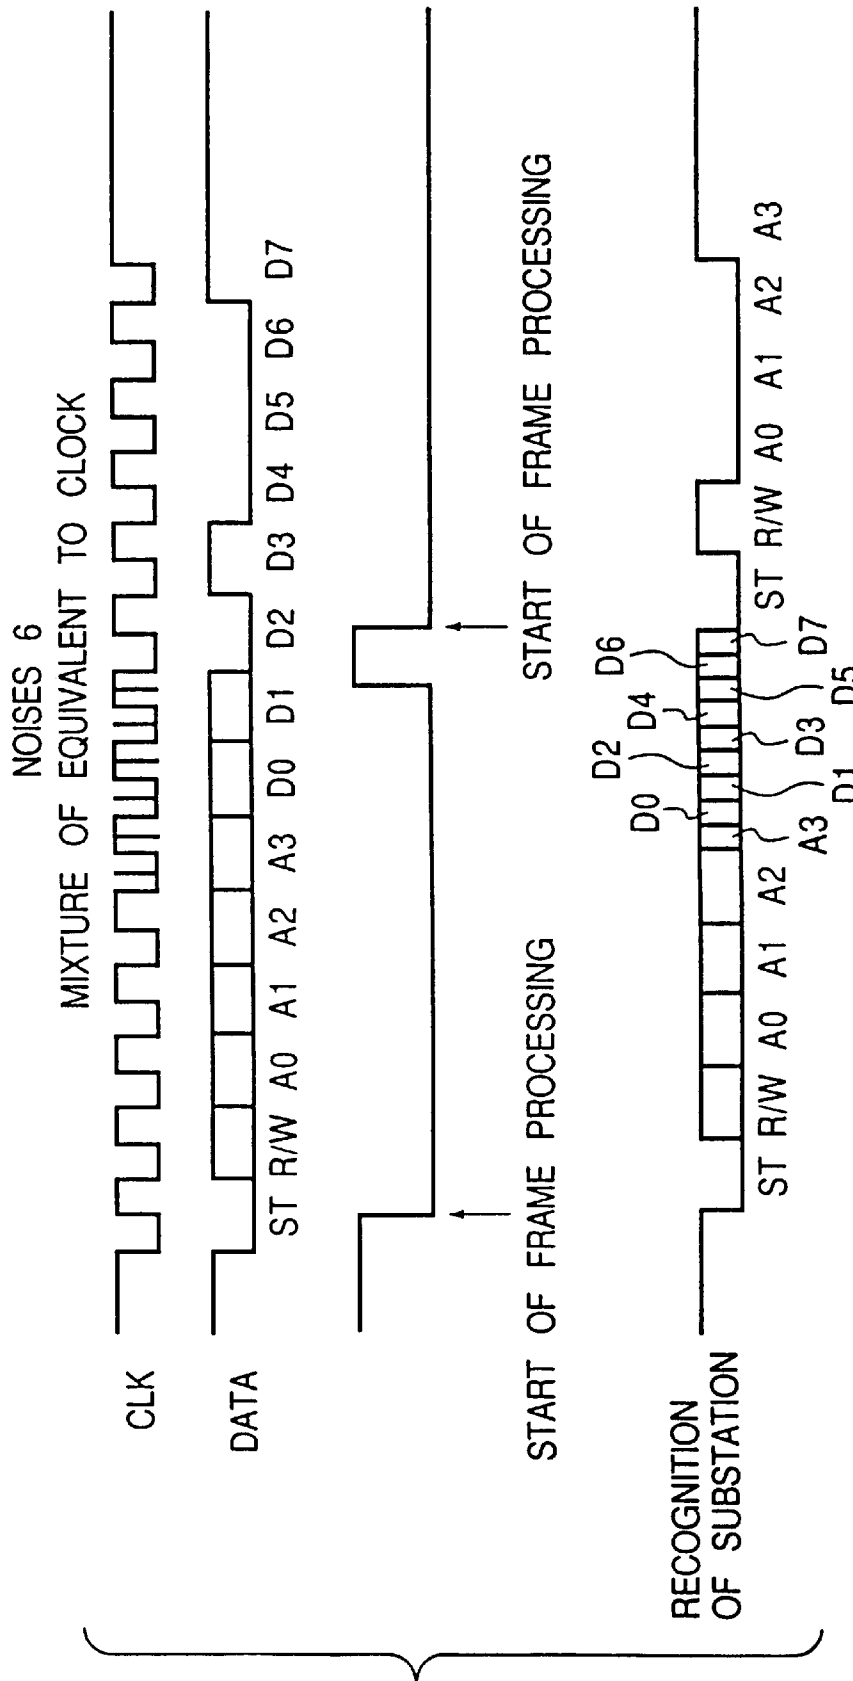 NOISES 6
MIXTURE OF EQUIVALENT TO CLOCK
CLK
DATA
ST R/W A0 A1 A2 A3 D0 D1 D2 D3 D4 D5 D6 D7
START OF FRAME PROCESSING
START OF FRAME PROCESSING
RECOGNITION
OF SUBSTATION
D0 D2 D4 D6
ST R/W A0 A1 A2 A3 D1 D3 D5 D7 ST R/W A0 A1 A2 A3